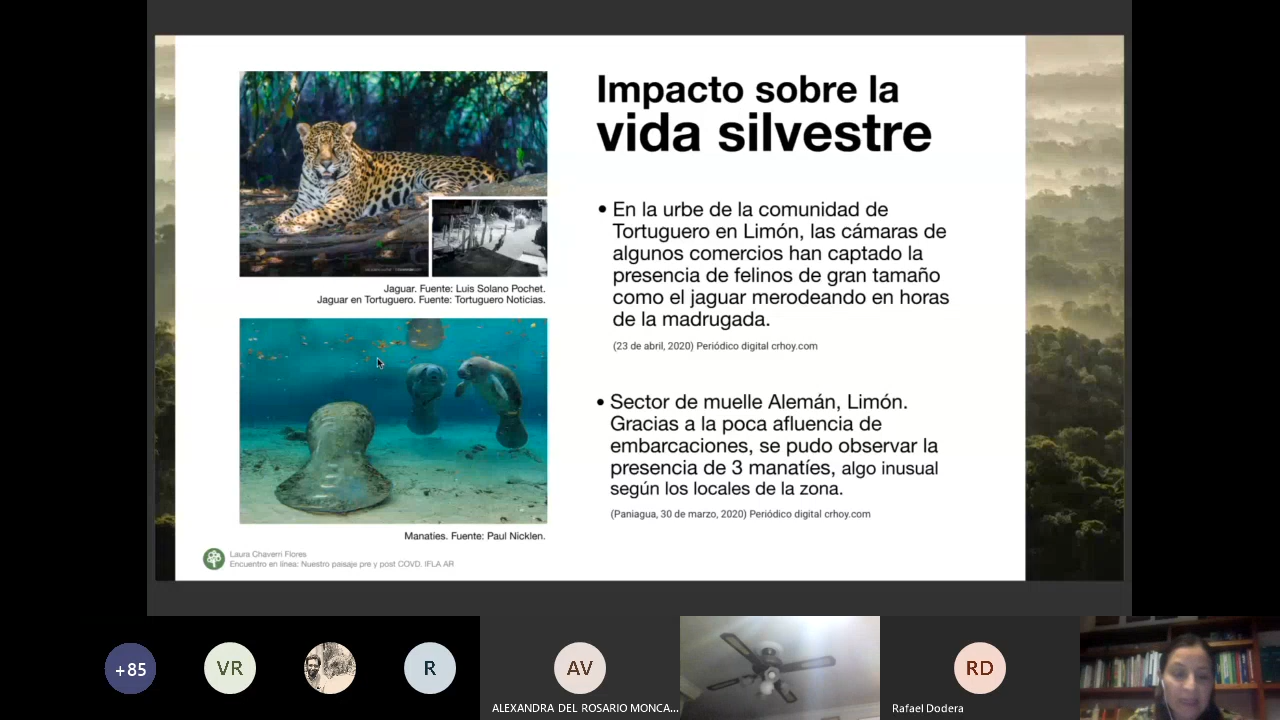 Impacto sobre la
vida silvestre
• En la urbe de la comunidad de
Tortuguero en Limón, las cámaras de
algunos comercios han captado la
presencia de felinos de gran tamaño
como el jaguar merodeando en horas
de la madrugada.
(23 de abril, 2020) Periódico digital crhoy.com
• Sector de muelle Alemán, Limón.
Gracias a la poca afluencia de
embarcaciones, se pudo observar la
presencia de 3 manatíes, algo inusual
según los locales de la zona.
(Paniagua, 30 de marzo, 2020) Periódico digital crhoy.com
Jaguar. Fuente: Luis Solano Pochet.
Jaguar en Tortuguero. Fuente: Tortuguero Noticias.
Manatíes. Fuente: Paul Nicklen.
Laura Chaverri Flores
Encuentro en línea: Nuestro paisaje pre y post COVD. IFLA AR
+85
VR
R
AV
ALEXANDRA DEL ROSARIO MONCA...
RD
Rafael Dodera